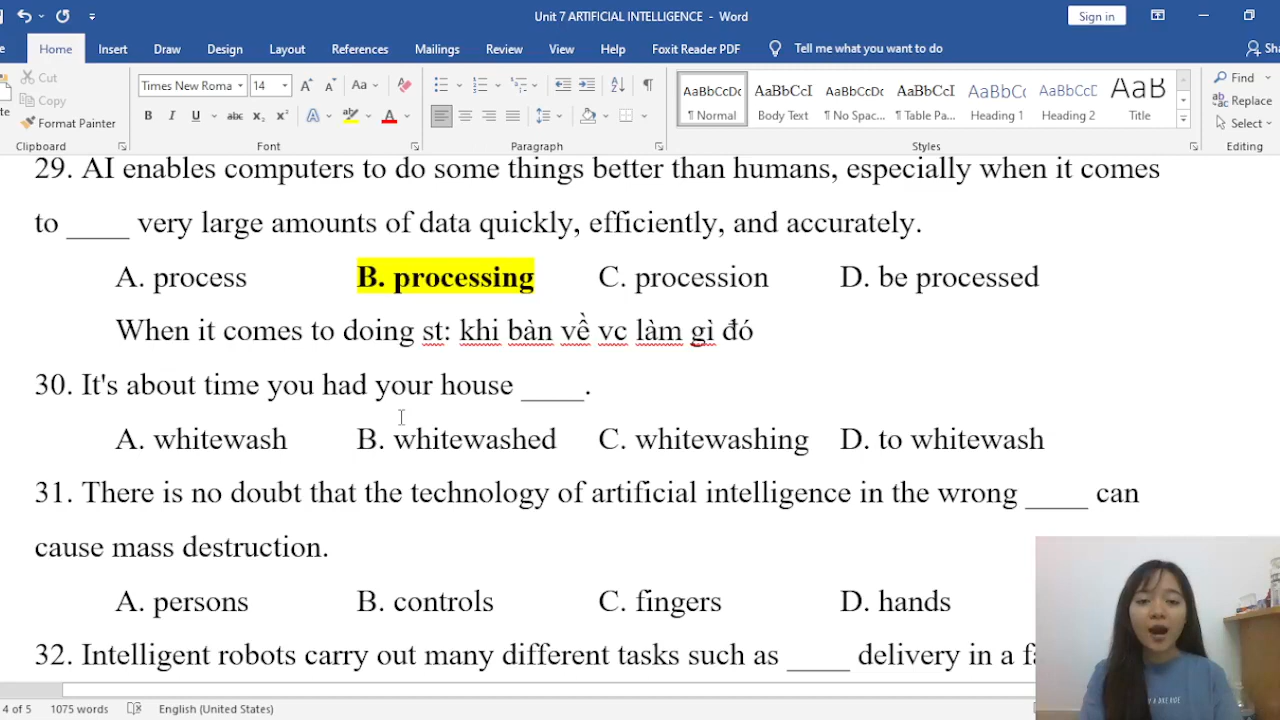 Unit 7 ARTIFICIAL INTELLIGENCE - Word
Sign in
Home Insert Draw Design Layout References Mailings Review View Help Foxit Reader PDF Tell me what you want to do
Cut
Copy
Format Painter
Clipboard
Times New Roma 14
Font
Paragraph
AaBbCcDc AaBbCcI AaBbCcDc AaBbCcI AaBbCc AaBbCcD AaB
¶ Normal Body Text ¶ No Spac... ¶ Table Pa... Heading 1 Heading 2 Title
Styles
Find
Replace
Select
Editing
29. AI enables computers to do some things better than humans, especially when it comes
to ____ very large amounts of data quickly, efficiently, and accurately.
A. process B. processing C. procession D. be processed
When it comes to doing st: khi bàn về vc làm gì đó
30. It's about time you had your house ____.
A. whitewash B. whitewashed C. whitewashing D. to whitewash
31. There is no doubt that the technology of artificial intelligence in the wrong ____ can
cause mass destruction.
A. persons B. controls C. fingers D. hands
32. Intelligent robots carry out many different tasks such as ____ delivery in a
4 of 5 1075 words English (United States)